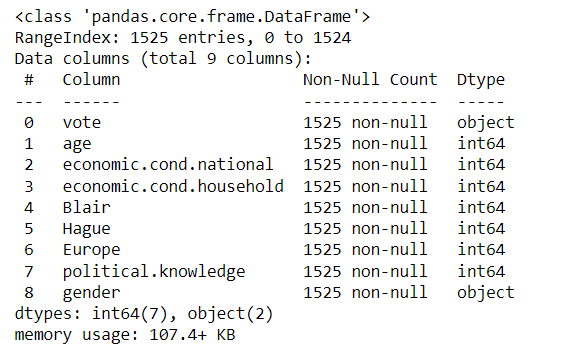 <class 'pandas.core.frame.DataFrame'>
RangeIndex: 1525 entries, 0 to 1524
Data columns (total 9 columns):
 #   Column                   Non-Null Count  Dtype
---  ------                   --------------  -----
 0   vote                     1525 non-null   object
 1   age                      1525 non-null   int64
 2   economic.cond.national   1525 non-null   int64
 3   economic.cond.household  1525 non-null   int64
 4   Blair                    1525 non-null   int64
 5   Hague                    1525 non-null   int64
 6   Europe                   1525 non-null   int64
 7   political.knowledge      1525 non-null   int64
 8   gender                   1525 non-null   object
dtypes: int64(7), object(2)
memory usage: 107.4+ KB